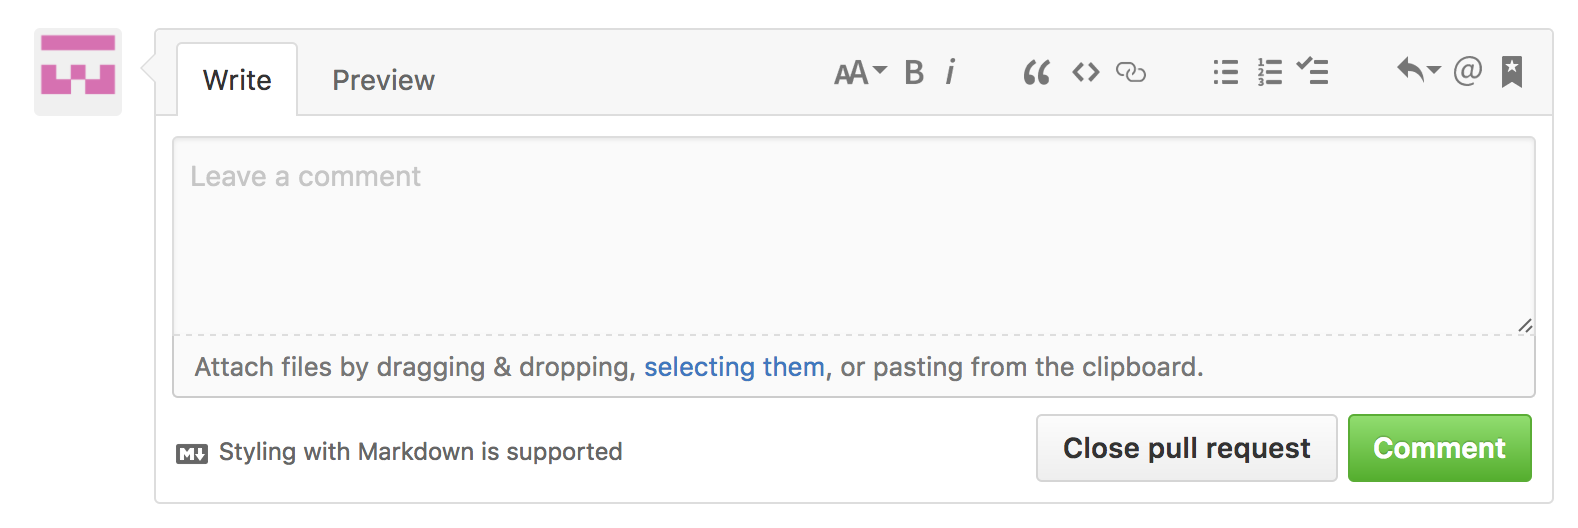 Write Preview AA B i @
Leave a comment
Attach files by dragging & dropping, selecting them, or pasting from the clipboard.
M Styling with Markdown is supported Close pull request Comment